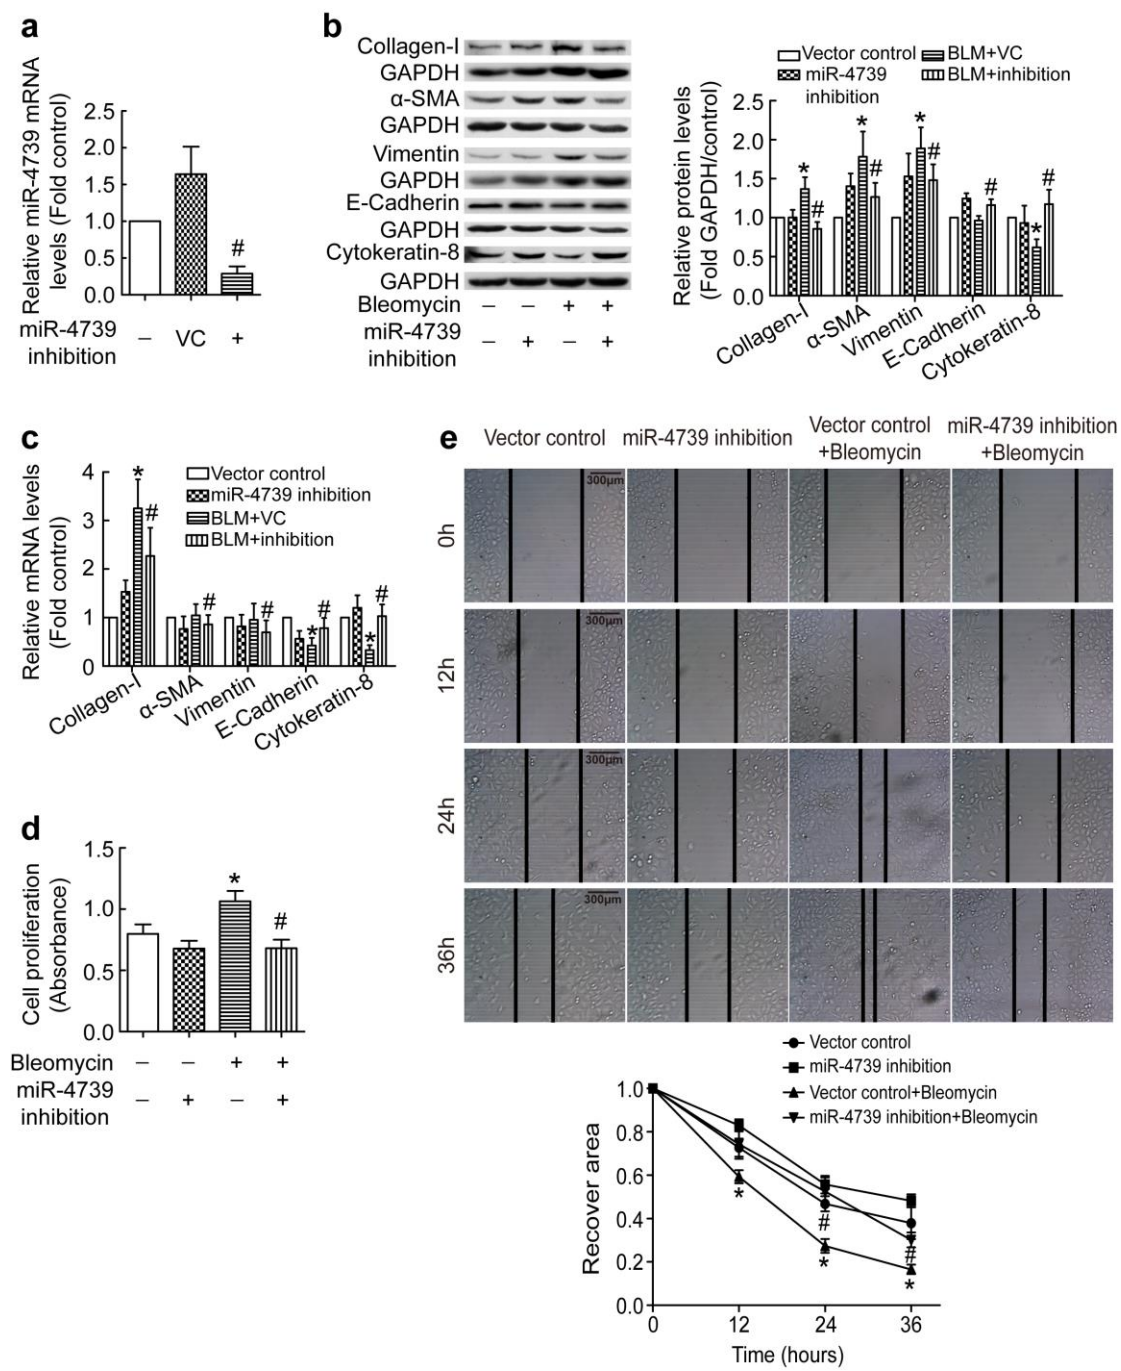 a
Relative miR-4739 mRNA
levels (Fold control)
2.5
2.0
1.5
1.0
0.5
0.0
#
miR-4739
inhibition
– VC +
b
Collagen-I
GAPDH
α-SMA
GAPDH
Vimentin
GAPDH
E-Cadherin
GAPDH
Cytokeratin-8
GAPDH
Bleomycin – – + +
miR-4739
inhibition
– + – +
Vector control
miR-4739
inhibition
BLM+VC
BLM+inhibition
Relative protein levels
(Fold GAPDH/control)
2.5
2.0
1.5
1.0
0.5
0.0
* # * # * # # * #
Collagen-I
α-SMA
Vimentin
E-Cadherin
Cytokeratin-8
c
Relative mRNA levels
(Fold control)
4
3
2
1
0
Vector control
miR-4739 inhibition
BLM+VC
BLM+inhibition
* # # # * # * #
Collagen-I
α-SMA
Vimentin
E-Cadherin
Cytokeratin-8
d
Cell proliferation
(Absorbance)
1.5
1.0
0.5
0.0
* #
Bleomycin – – + +
miR-4739
inhibition
– + – +
e
Vector control
miR-4739 inhibition
Vector control
+Bleomycin
miR-4739 inhibition
+Bleomycin
0h
300μm
12h
300μm
24h
300μm
36h
300μm
Vector control
miR-4739 inhibition
Vector control+Bleomycin
miR-4739 inhibition+Bleomycin
Recover area
1.0
0.8
0.6
0.4
0.2
0.0
*
#
*
#
*
0 12 24 36
Time (hours)